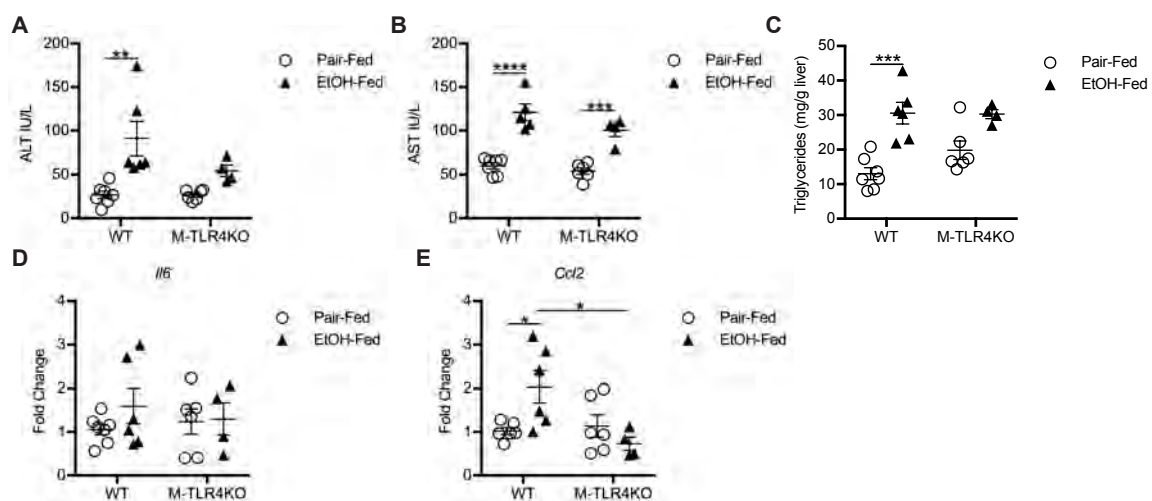 A
200
150
100
50
0
ALT IU/L
**
WT
M-TLR4KO
Pair-Fed
EtOH-Fed
B
200
150
100
50
0
AST IU/L
****
***
WT
M-TLR4KO
Pair-Fed
EtOH-Fed
C
50
40
30
20
10
0
Triglycerides (mg/g liver)
***
WT
M-TLR4KO
Pair-Fed
EtOH-Fed
D
Il6
4
3
2
1
0
Fold Change
WT
M-TLR4KO
Pair-Fed
EtOH-Fed
E
Ccl2
4
3
2
1
0
Fold Change
*
*
WT
M-TLR4KO
Pair-Fed
EtOH-Fed